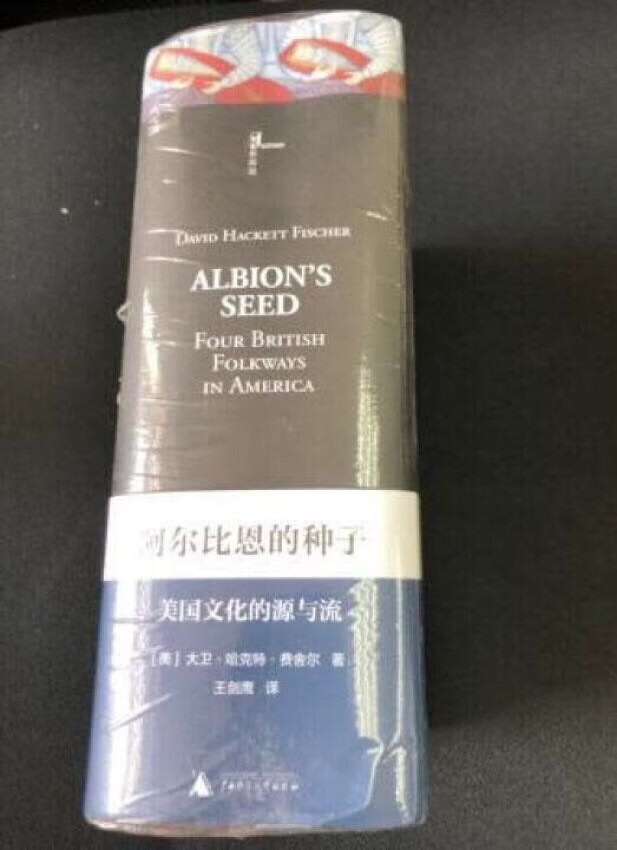 DAVID HACKETT FISCHER
ALBION'S
SEED
FOUR BRITISH
FOLKWAYS
IN AMERICA
阿尔比恩的种子
美国文化的源与流
[美] 大卫·哈克特·费舍尔 著
王剑鹰 译